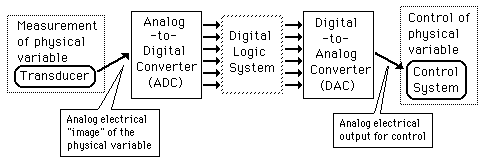 Measurement
of physical
variable
Transducer
Analog
-to-
Digital
Converter
(ADC)
Digital
Logic
System
Digital
-to-
Analog
Converter
(DAC)
Control of
physical
variable
Control
System
Analog electrical
"image" of the
physical variable
Analog electrical
output for control